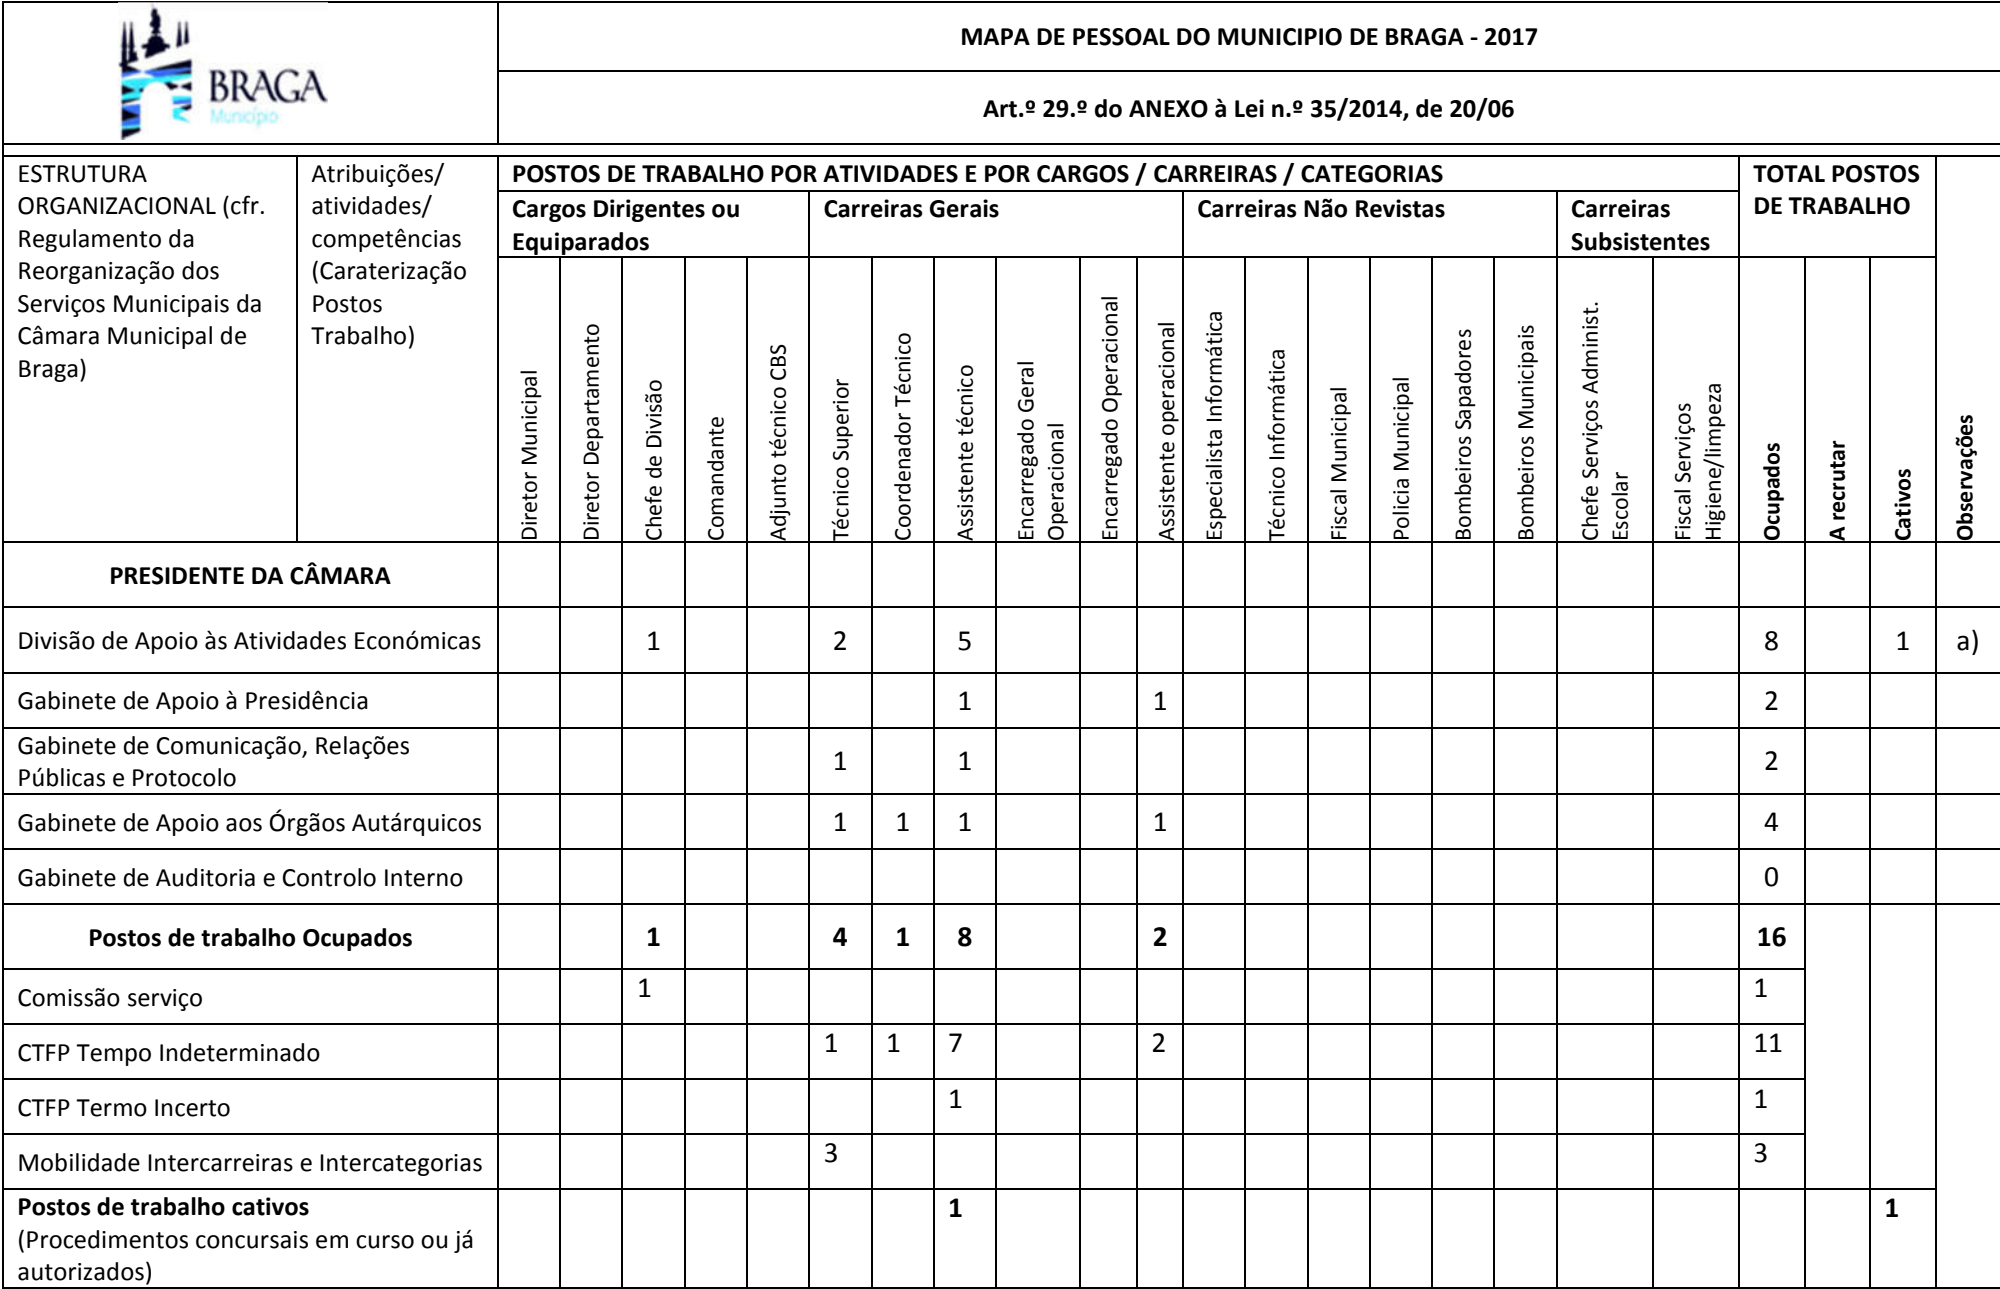 BRAGA
Município
MAPA DE PESSOAL DO MUNICIPIO DE BRAGA - 2017
Art.º 29.º do ANEXO à Lei n.º 35/2014, de 20/06
ESTRUTURA
ORGANIZACIONAL (cfr.
Regulamento da
Reorganização dos
Serviços Municipais da
Câmara Municipal de
Braga)
Atribuições/
atividades/
competências
(Caraterização
Postos
Trabalho)
POSTOS DE TRABALHO POR ATIVIDADES E POR CARGOS / CARREIRAS / CATEGORIAS
TOTAL POSTOS
DE TRABALHO
Cargos Dirigentes ou
Equiparados
Carreiras Gerais
Carreiras Não Revistas
Carreiras
Subsistentes
Diretor Municipal
Diretor Departamento
Chefe de Divisão
Comandante
Adjunto técnico CBS
Técnico Superior
Coordenador Técnico
Assistente técnico
Encarregado Geral
Operacional
Encarregado Operacional
Assistente operacional
Especialista Informática
Técnico Informática
Fiscal Municipal
Policia Municipal
Bombeiros Sapadores
Bombeiros Municipais
Chefe Serviços Administ.
Escolar
Fiscal Serviços
Higiene/limpeza
Ocupados
A recrutar
Cativos
Observações
PRESIDENTE DA CÂMARA
Divisão de Apoio às Atividades Económicas 1 2 5 8 1 a)
Gabinete de Apoio à Presidência 1 1 2
Gabinete de Comunicação, Relações
Públicas e Protocolo 1 1 2
Gabinete de Apoio aos Órgãos Autárquicos 1 1 1 1 4
Gabinete de Auditoria e Controlo Interno 0
Postos de trabalho Ocupados 1 4 1 8 2 16
Comissão serviço 1 1
CTFP Tempo Indeterminado 1 1 7 2 11
CTFP Termo Incerto 1 1
Mobilidade Intercarreiras e Intercategorias 3 3
Postos de trabalho cativos 1 1
(Procedimentos concursais em curso ou já
autorizados)